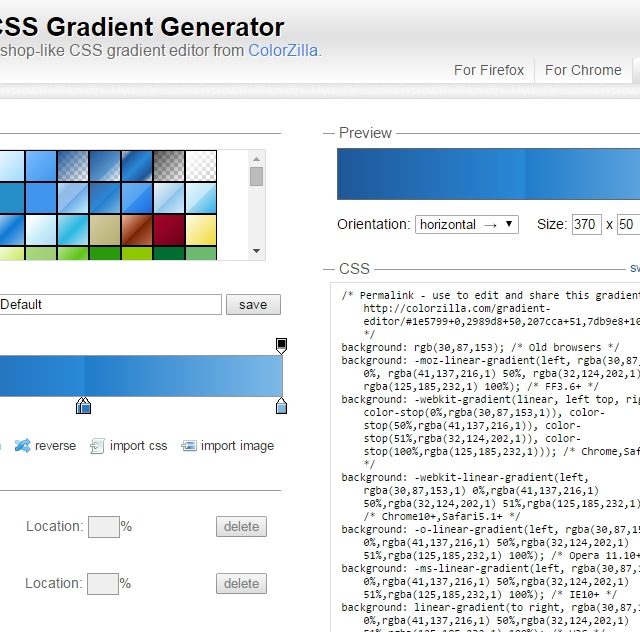 CSS Gradient Generator
shop-like CSS gradient editor from ColorZilla.
For Firefox For Chrome
Preview
Orientation: horizontal → Size: 370 x 50
CSS
Default save
/* Permalink - use to edit and share this gradient
http://colorzilla.com/gradient-
editor/#1e5799+0,2989d8+50,207cca+51,7db9e8+10
*/
background: rgb(30,87,153); /* Old browsers */
background: -moz-linear-gradient(left, rgba(30,87,
0%, rgba(41,137,216,1) 50%, rgba(32,124,202,1)
rgba(125,185,232,1) 100%); /* FF3.6+ */
background: -webkit-gradient(linear, left top, rig
color-stop(0%,rgba(30,87,153,1)), color-
stop(50%,rgba(41,137,216,1)), color-
stop(51%,rgba(32,124,202,1)), color-
stop(100%,rgba(125,185,232,1))); /* Chrome,Saf
*/
background: -webkit-linear-gradient(left,
rgba(30,87,153,1) 0%,rgba(41,137,216,1)
50%,rgba(32,124,202,1) 51%,rgba(125,185,232,1)
/* Chrome10+,Safari5.1+ */
background: -o-linear-gradient(left, rgba(30,87,15
0%,rgba(41,137,216,1) 50%,rgba(32,124,202,1)
51%,rgba(125,185,232,1) 100%); /* Opera 11.10+
background: -ms-linear-gradient(left, rgba(30,87,1
0%,rgba(41,137,216,1) 50%,rgba(32,124,202,1)
51%,rgba(125,185,232,1) 100%); /* IE10+ */
background: linear-gradient(to right, rgba(30,87,1
0%,rgba(41,137,216,1) 50%,rgba(32,124,202,1)
reverse import css import image
Location: % delete
Location: % delete